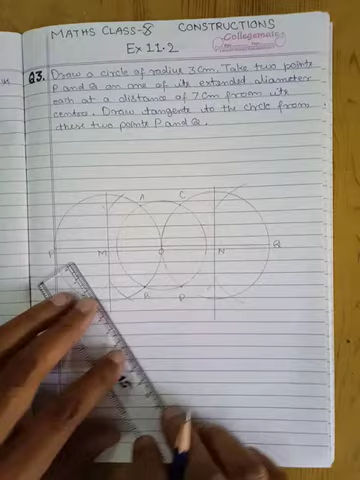 MATHS CLASS-8 CONSTRUCTIONS
Ex 11.2
Collegemate
Q3. Draw a circle of radius 3cm. Take two points
P and Q on one of its extended diameter
each at a distance of 7cm from its
centre. Draw tangents to the circle from
these two points P and Q.
A C
P M O N Q
B D